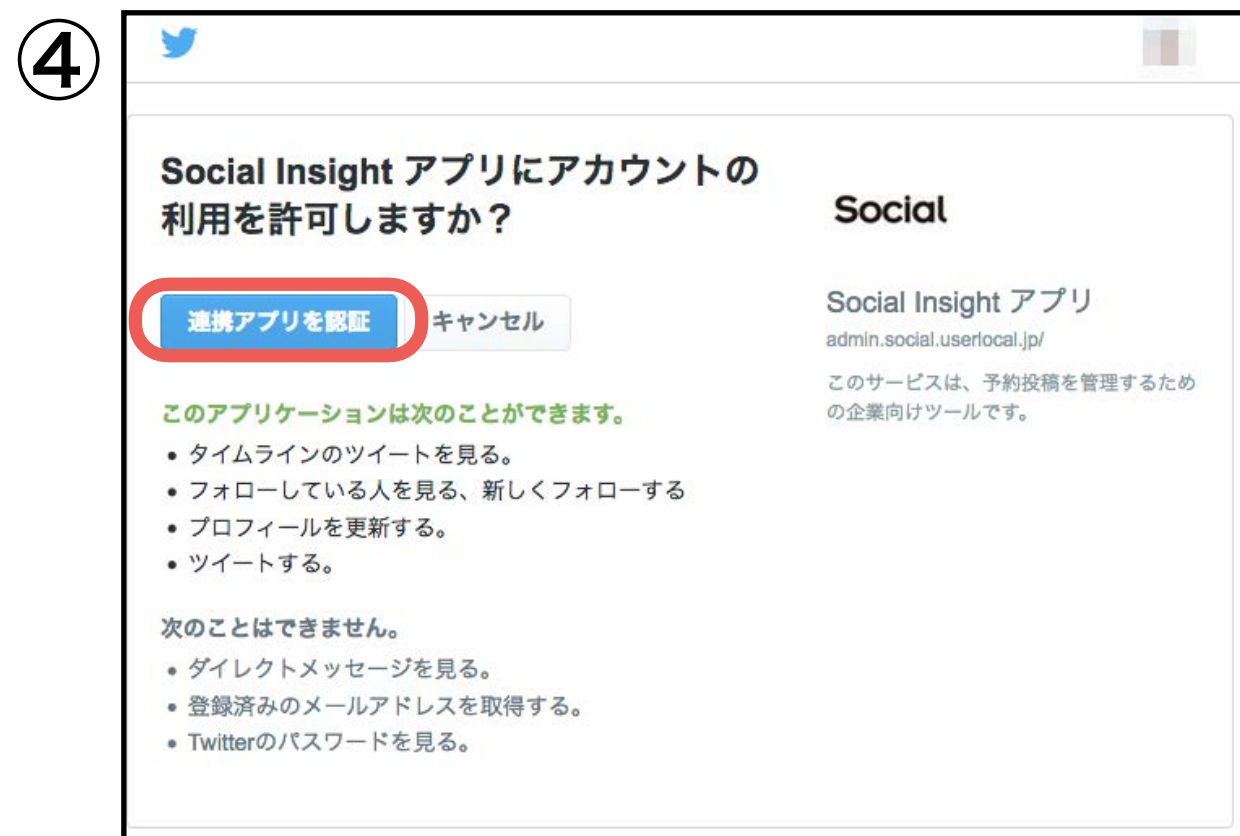 ④
Social Insight アプリにアカウントの
利用を許可しますか？
連携アプリを認証
キャンセル
このアプリケーションは次のことができます。
• タイムラインのツイートを見る。
• フォローしている人を見る、新しくフォローする
• プロフィールを更新する。
• ツイートする。
次のことはできません。
• ダイレクトメッセージを見る。
• 登録済みのメールアドレスを取得する。
• Twitterのパスワードを見る。
Social
Social Insight アプリ
admin.social.userlocal.jp/
このサービスは、予約投稿を管理するため
の企業向けツールです。